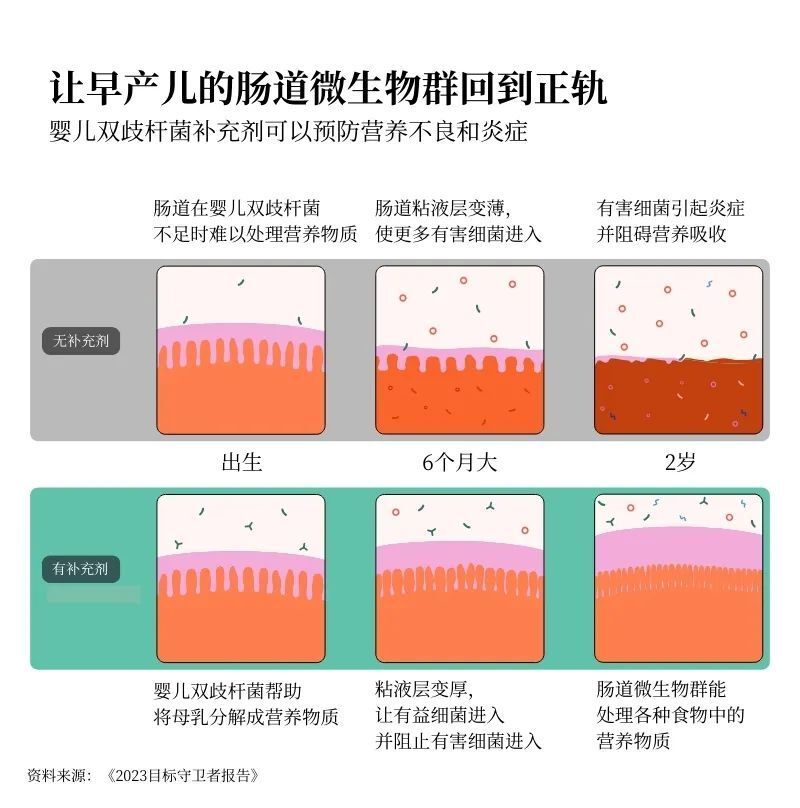 让早产儿的肠道微生物群回到正轨
婴儿双歧杆菌补充剂可以预防营养不良和炎症
肠道在婴儿双歧杆菌
不足时难以处理营养物质
肠道粘液层变薄，
使更多有害细菌进入
有害细菌引起炎症
并阻碍营养吸收
无补充剂
出生
6个月大
2岁
有补充剂
婴儿双歧杆菌帮助
将母乳分解成营养物质
粘液层变厚，
让有益细菌进入
并阻止有害细菌进入
肠道微生物群能
处理各种食物中的
营养物质
资料来源：《2023目标守卫者报告》